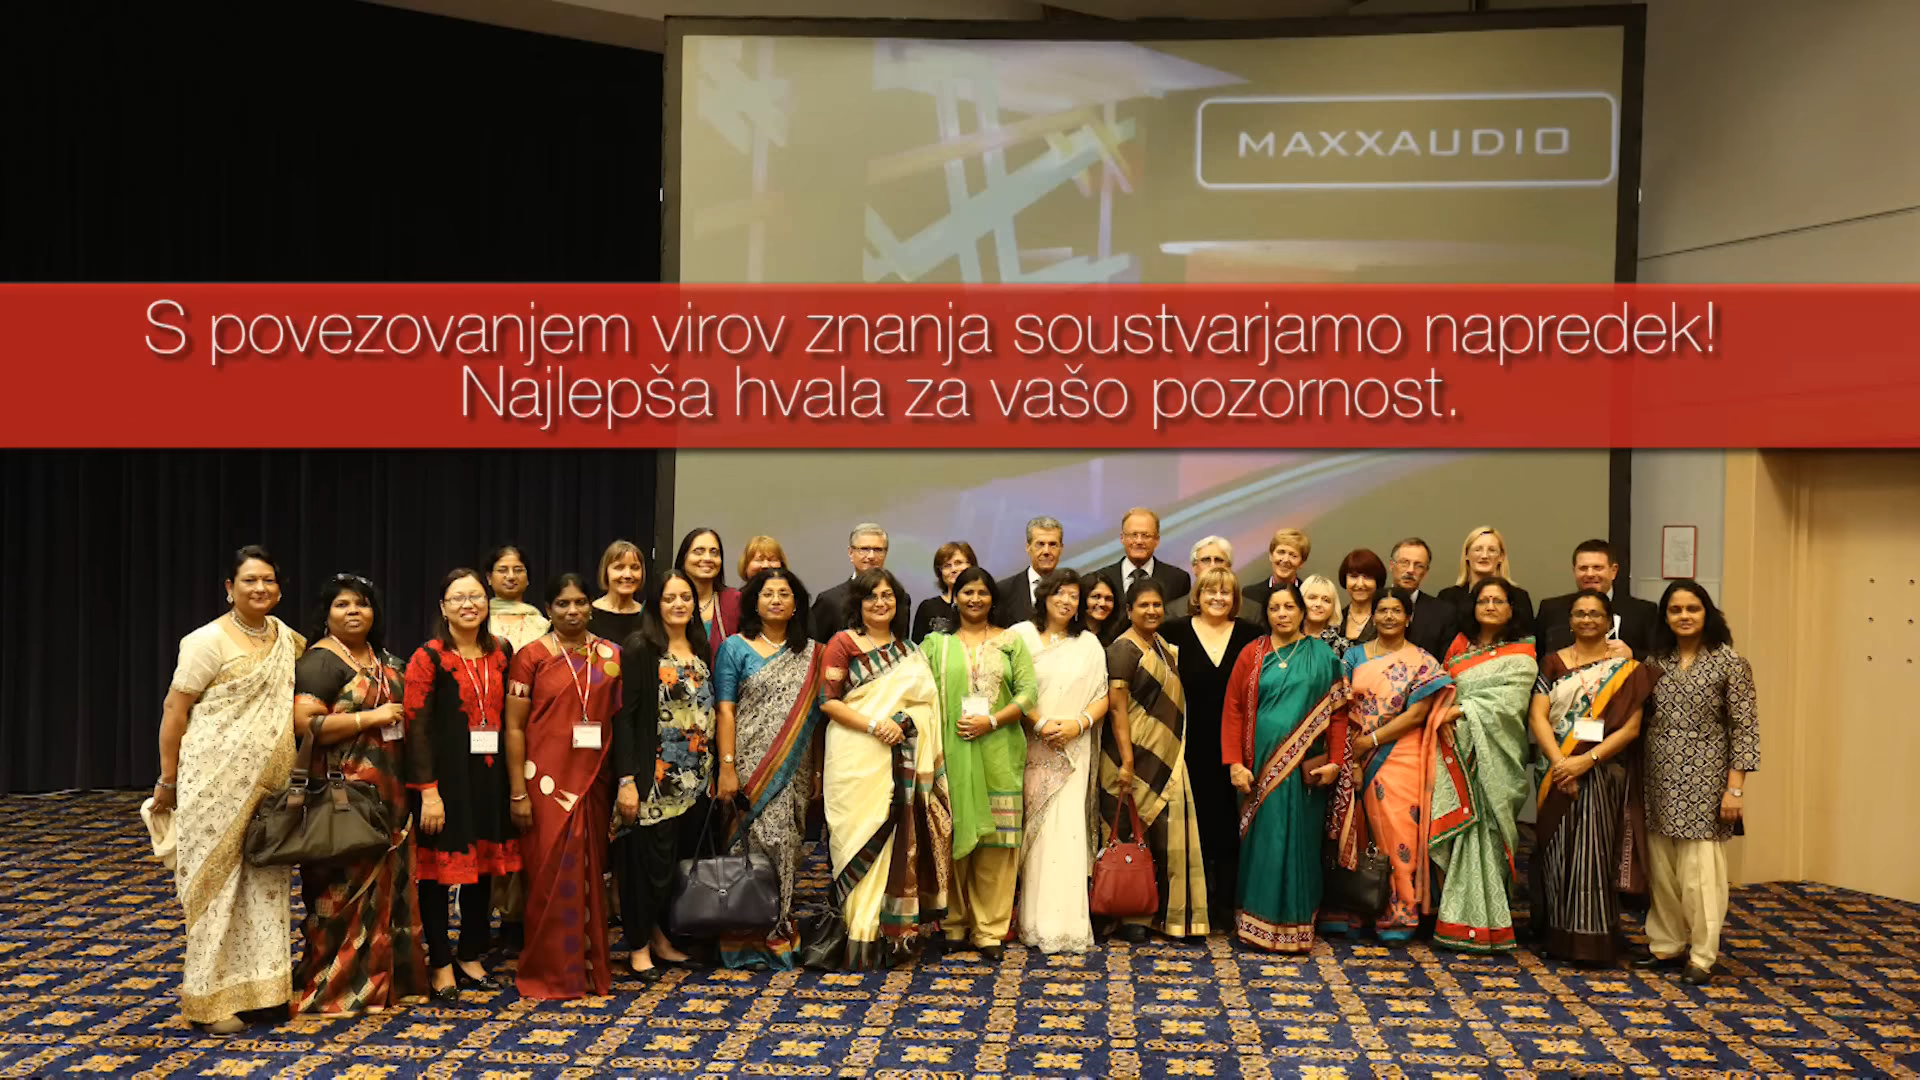 MAXXAUDIO
S povezovanjem virov znanja soustvarjamo napredek!
Najlepša hvala za vašo pozornost.